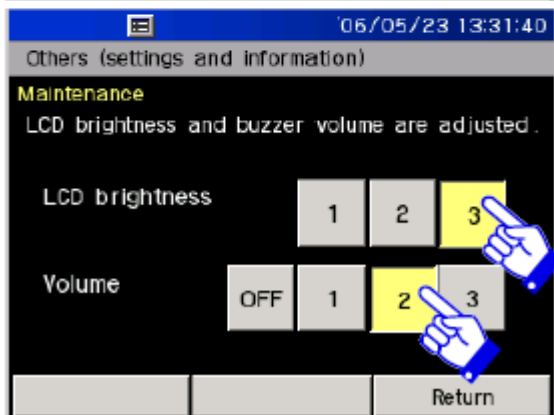 '06/05/23 13:31:40
Others (settings and information)
Maintenance
LCD brightness and buzzer volume are adjusted.
LCD brightness 1 2 3
Volume OFF 1 2 3
Return